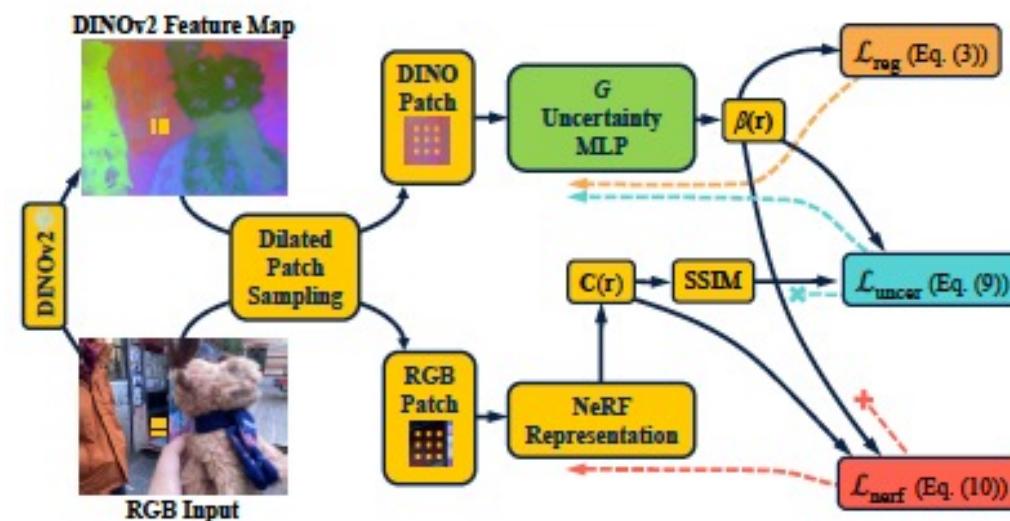 DINOv2 Feature Map
DINOv2
Dilated
Patch
Sampling
DINO
Patch
G
Uncertainty
MLP
β(r)
ℒreg (Eq. (3))
C(r)
SSIM
ℒuncer (Eq. (9))
RGB
Patch
NeRF
Representation
ℒnerf (Eq. (10))
RGB Input